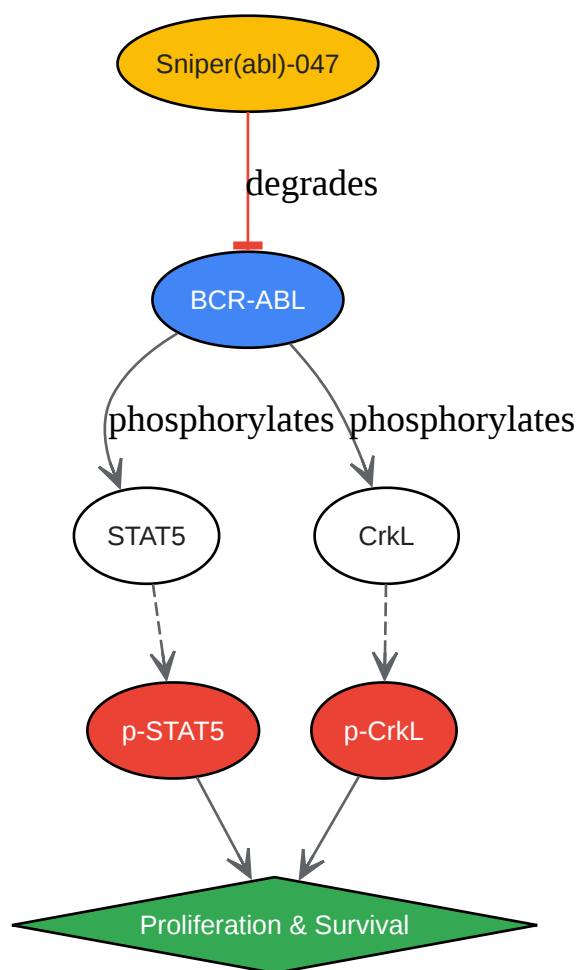 Sniper(abl)-047
degrades
BCR-ABL
phosphorylates
phosphorylates
STAT5
CrkL
p-STAT5
p-CrkL
Proliferation & Survival